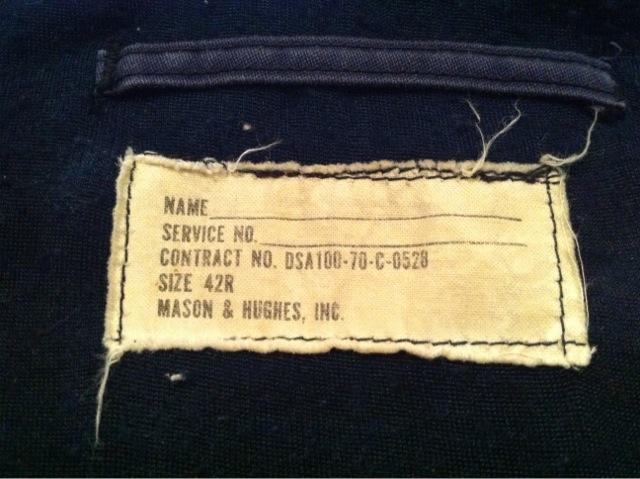 NAME
SERVICE NO.
CONTRACT NO. DSA100-70-C-0528
SIZE 42R
MASON & HUGHES, INC.